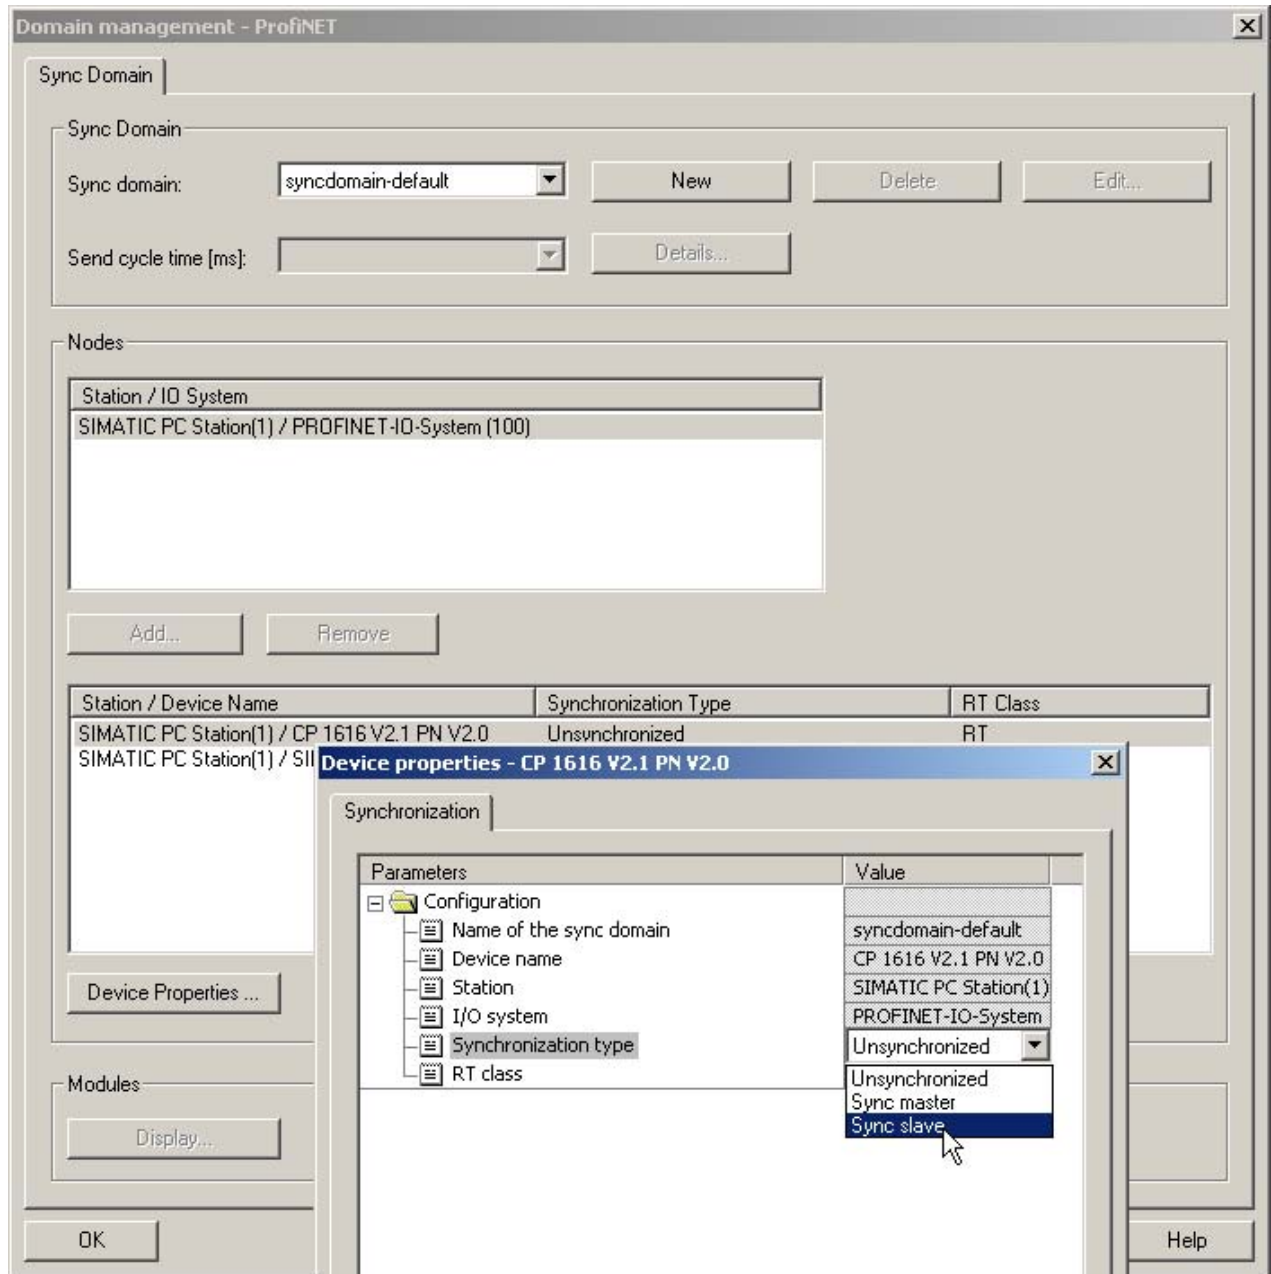 Domain management - ProfiNET
Sync Domain
Sync Domain
Sync domain: syncdomain-default New Delete Edit...
Send cycle time [ms]: Details...
Nodes
Station / IO System
SIMATIC PC Station(1) / PROFINET-IO-System (100)
Add... Remove
Station / Device Name Synchronization Type RT Class
SIMATIC PC Station(1) / CP 1616 V2.1 PN V2.0 Unsynchronized RT
SIMATIC PC Station(1) /
Device properties - CP 1616 V2.1 PN V2.0
Synchronization
Parameters Value
Configuration
Name of the sync domain syncdomain-default
Device name CP 1616 V2.1 PN V2.0
Station SIMATIC PC Station(1)
I/O system PROFINET-IO-System
Synchronization type Unsynchronized
RT class
Unsynchronized
Sync master
Sync slave
Device Properties ...
Modules
Display...
OK Help